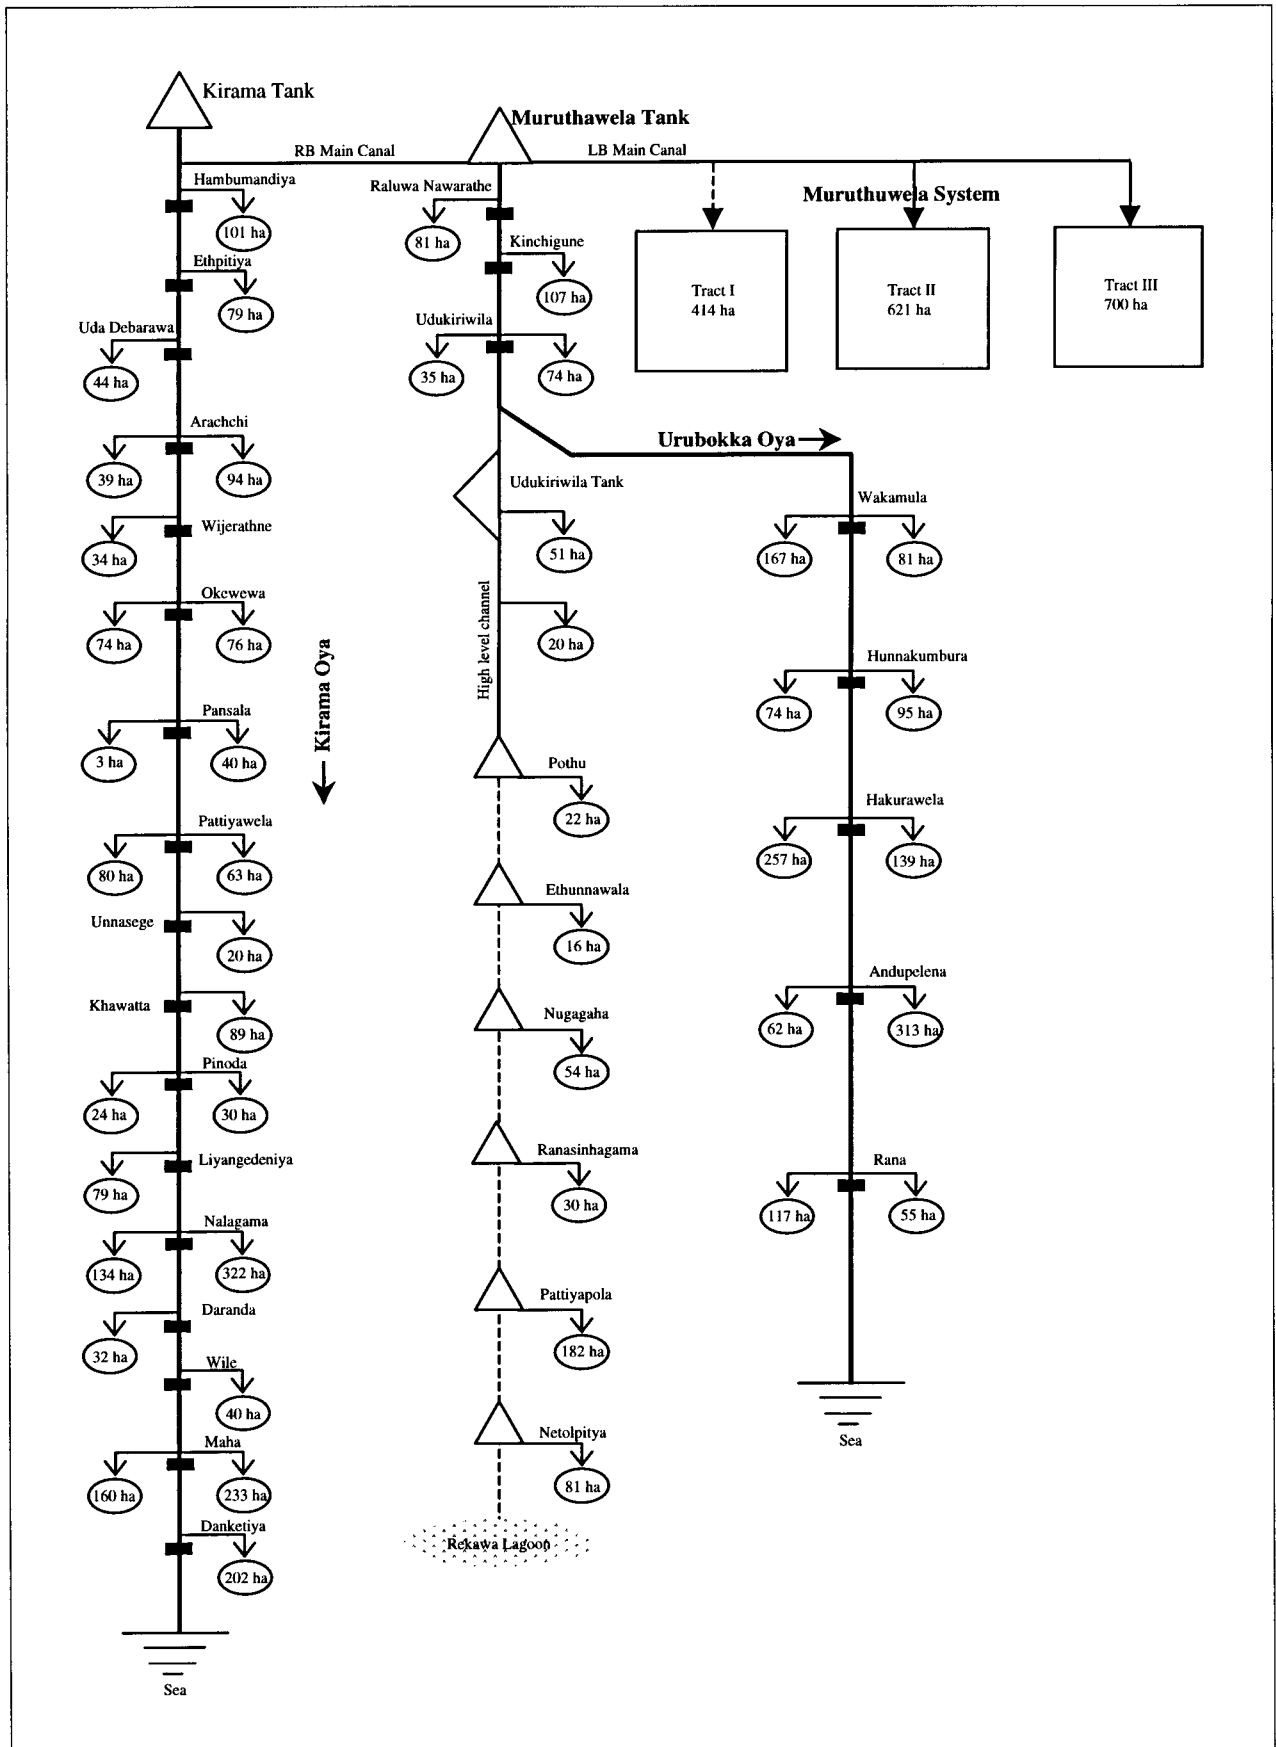 Kirama Tank
Muruthawela Tank
RB Main Canal
LB Main Canal
Hambumandiya
101 ha
Ethpitiya
79 ha
Uda Debarawa
44 ha
Arachchi
39 ha
94 ha
Wijerathne
34 ha
Okewewa
74 ha
76 ha
Pansala
3 ha
40 ha
Pattiyawela
80 ha
63 ha
Unnasege
20 ha
Khawatta
89 ha
Pinoda
24 ha
30 ha
Liyangedeniya
79 ha
Nalagama
134 ha
322 ha
Daranda
32 ha
Wile
40 ha
Maha
160 ha
233 ha
Danketiya
202 ha
Sea
Kirama Oya
Raluwa Nawarathe
81 ha
Kinchigune
107 ha
Udukiriwila
35 ha
74 ha
Udukiriwila Tank
51 ha
High level channel
20 ha
Pothu
22 ha
Ethunnawala
16 ha
Nugagaha
54 ha
Ranasinhagama
30 ha
Pattiyapola
182 ha
Netolpitya
81 ha
Rekawa Lagoon
Muruthuwela System
Tract I
414 ha
Tract II
621 ha
Tract III
700 ha
Urubokka Oya
Wakamula
167 ha
81 ha
Hunnakumbura
74 ha
95 ha
Hakurawela
257 ha
139 ha
Andupelena
62 ha
313 ha
Rana
117 ha
55 ha
Sea